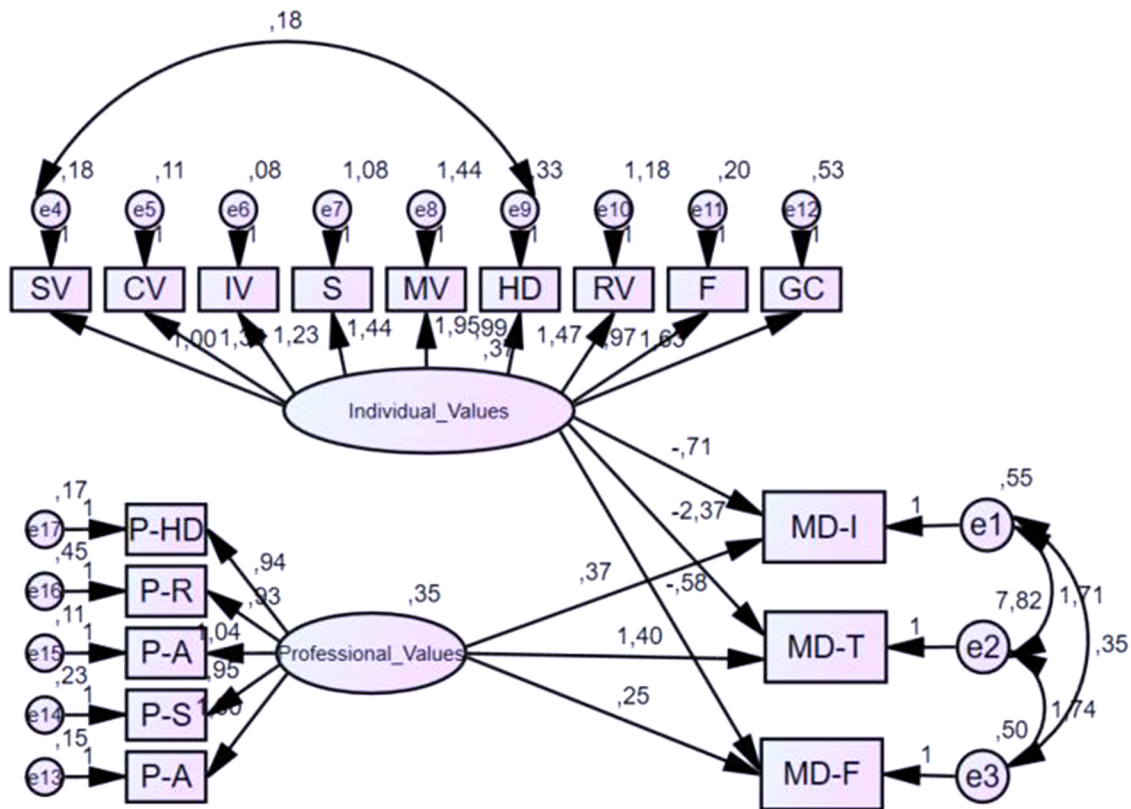 ,18
,18 ,11 ,08 1,08 1,44 ,33 1,18 ,20 ,53
e4 e5 e6 e7 e8 e9 e10 e11 e12
1 1 1 1 1 1 1 1 1
SV CV IV S MV HD RV F GC
1,00 1,23 1,44 1,95 ,99 1,47 ,97 1,63
Individual_Values
-,71
,55
,17
e17 1 P-HD
-2,37
MD-I 1 e1
,45
,94
e16 1 P-R
,37
-,58
,93
,35
7,82 1,71
,11
e15 1 P-A
1,04
Professional_Values
1,40
MD-T 1 e2
,35
,23
,95
e14 1 P-S
,25
,50 1,74
,15
e13 1 P-A
MD-F 1 e3